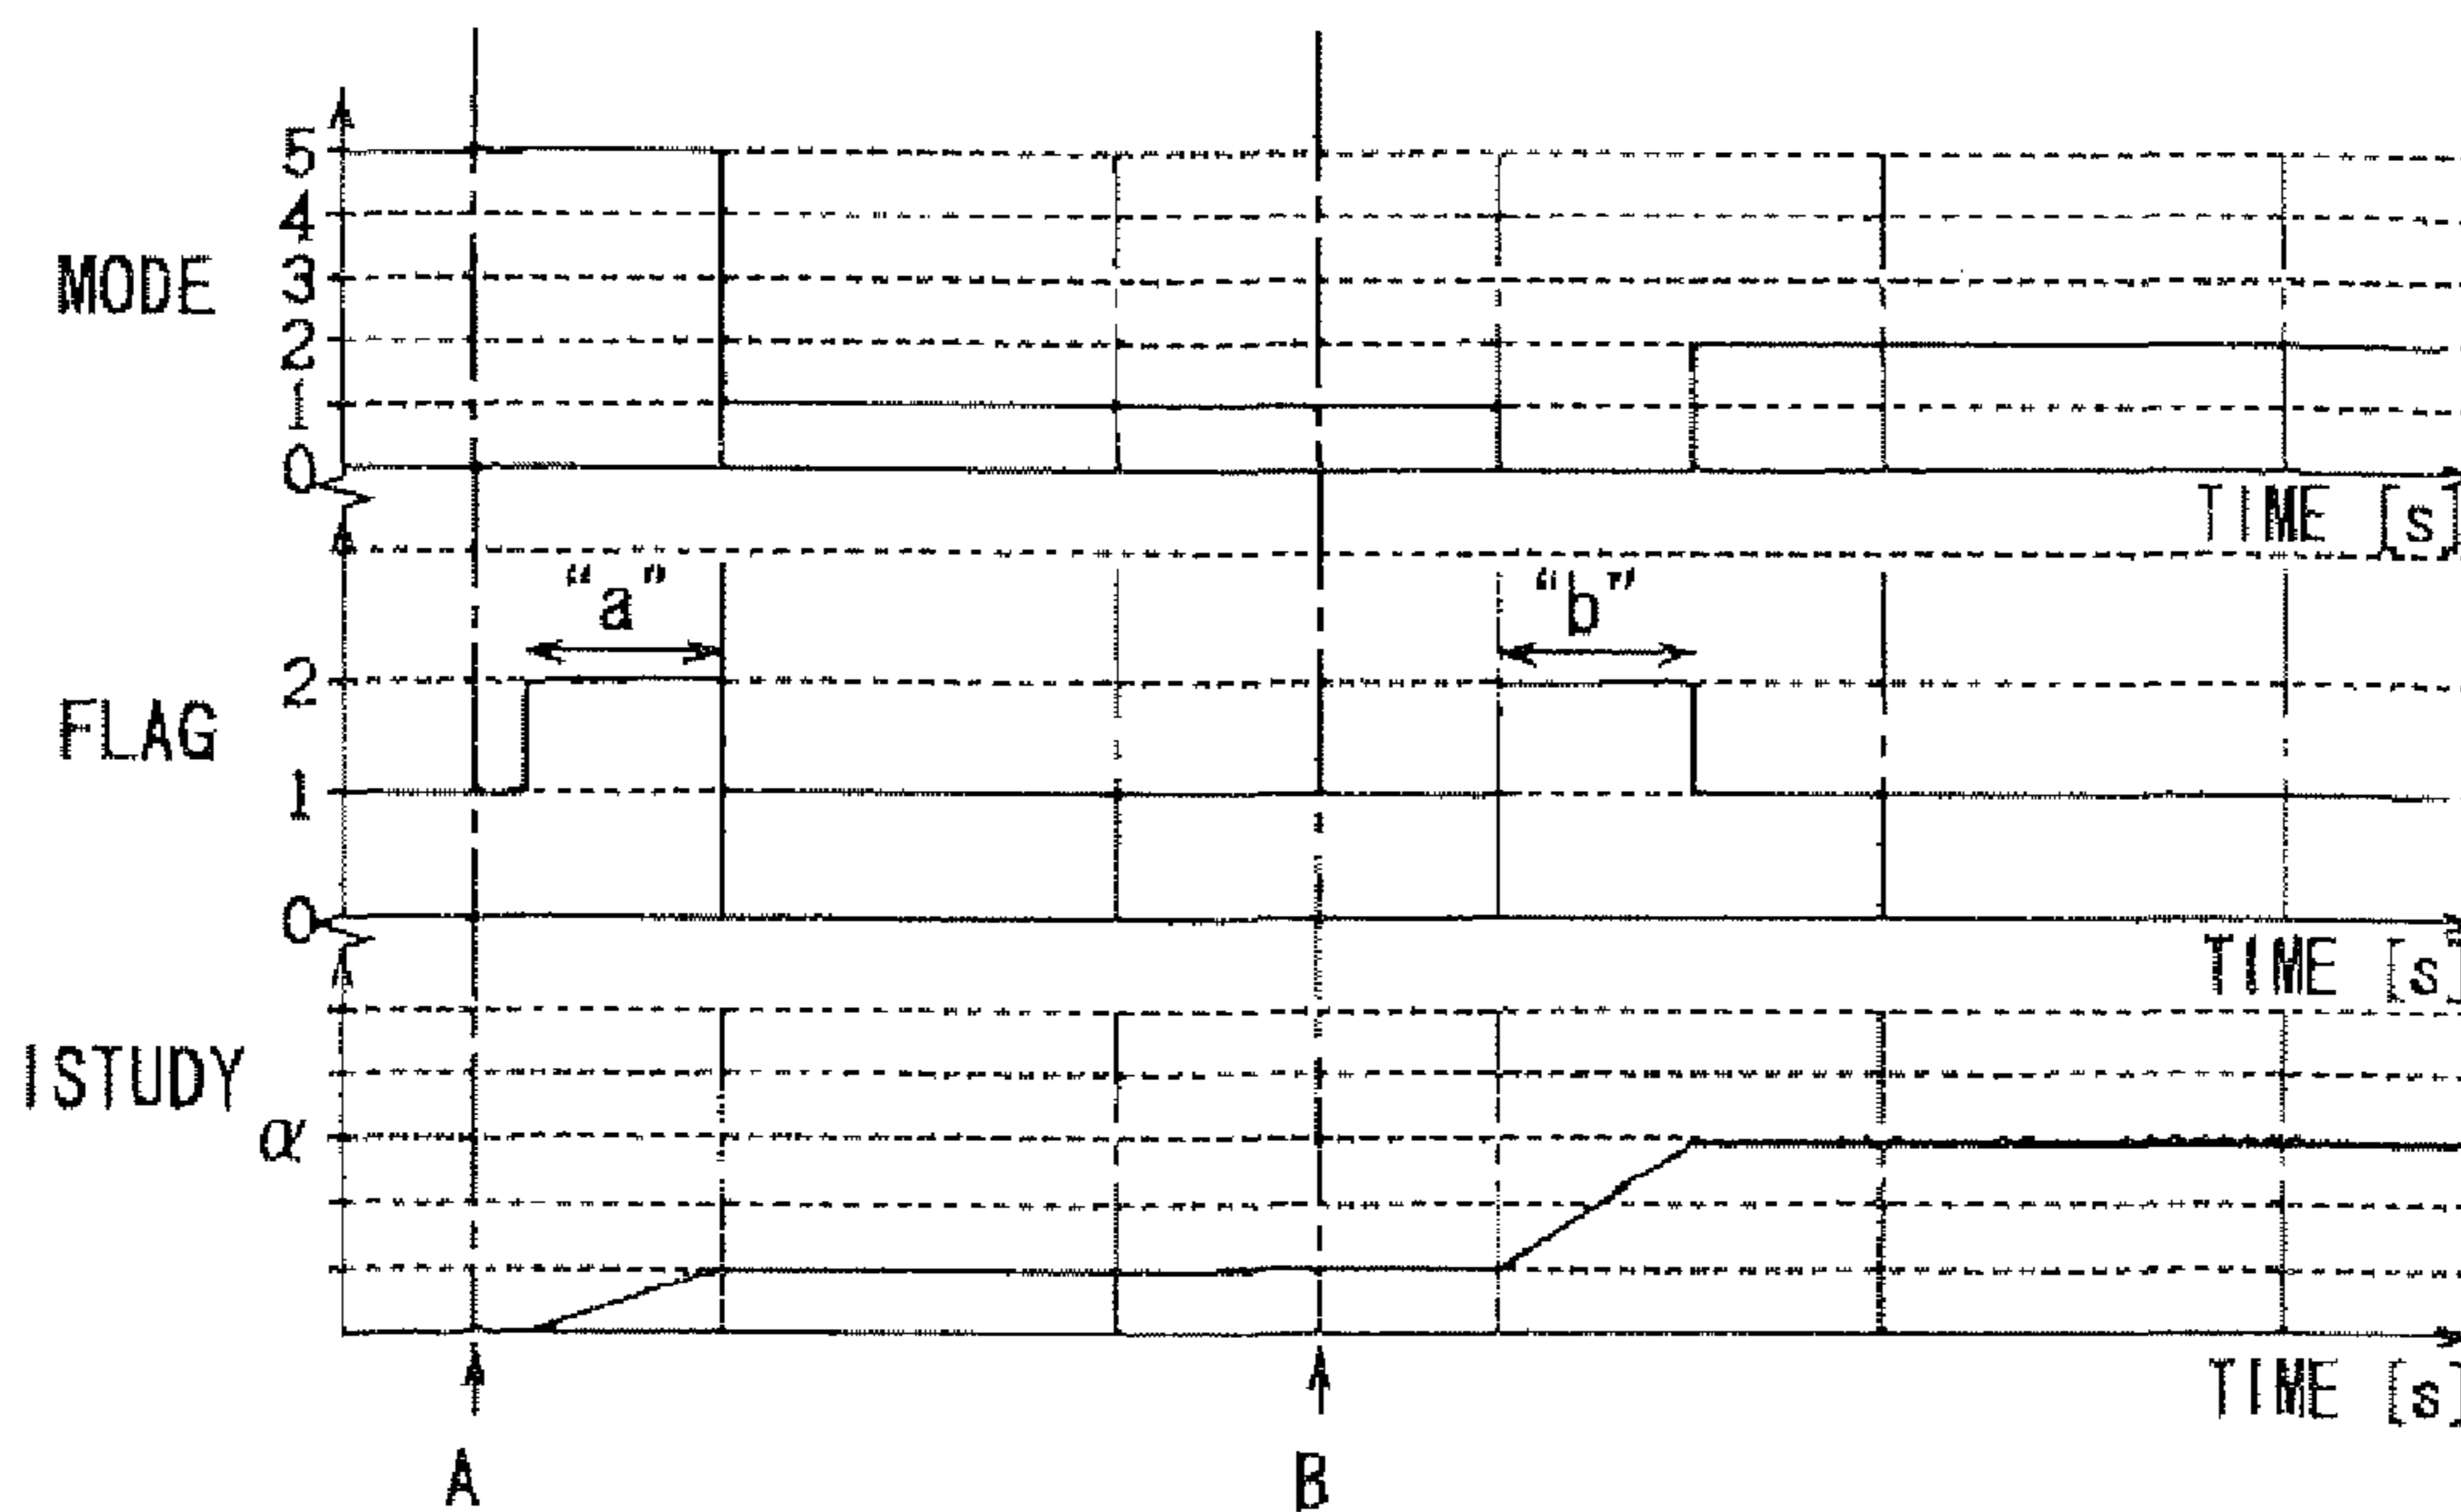 5
4
MODE 3
2
1
0
TIME [s]
"a" "b"
2
FLAG
1
0
TIME [s]
ISTUDY
α
TIME [s]
A B